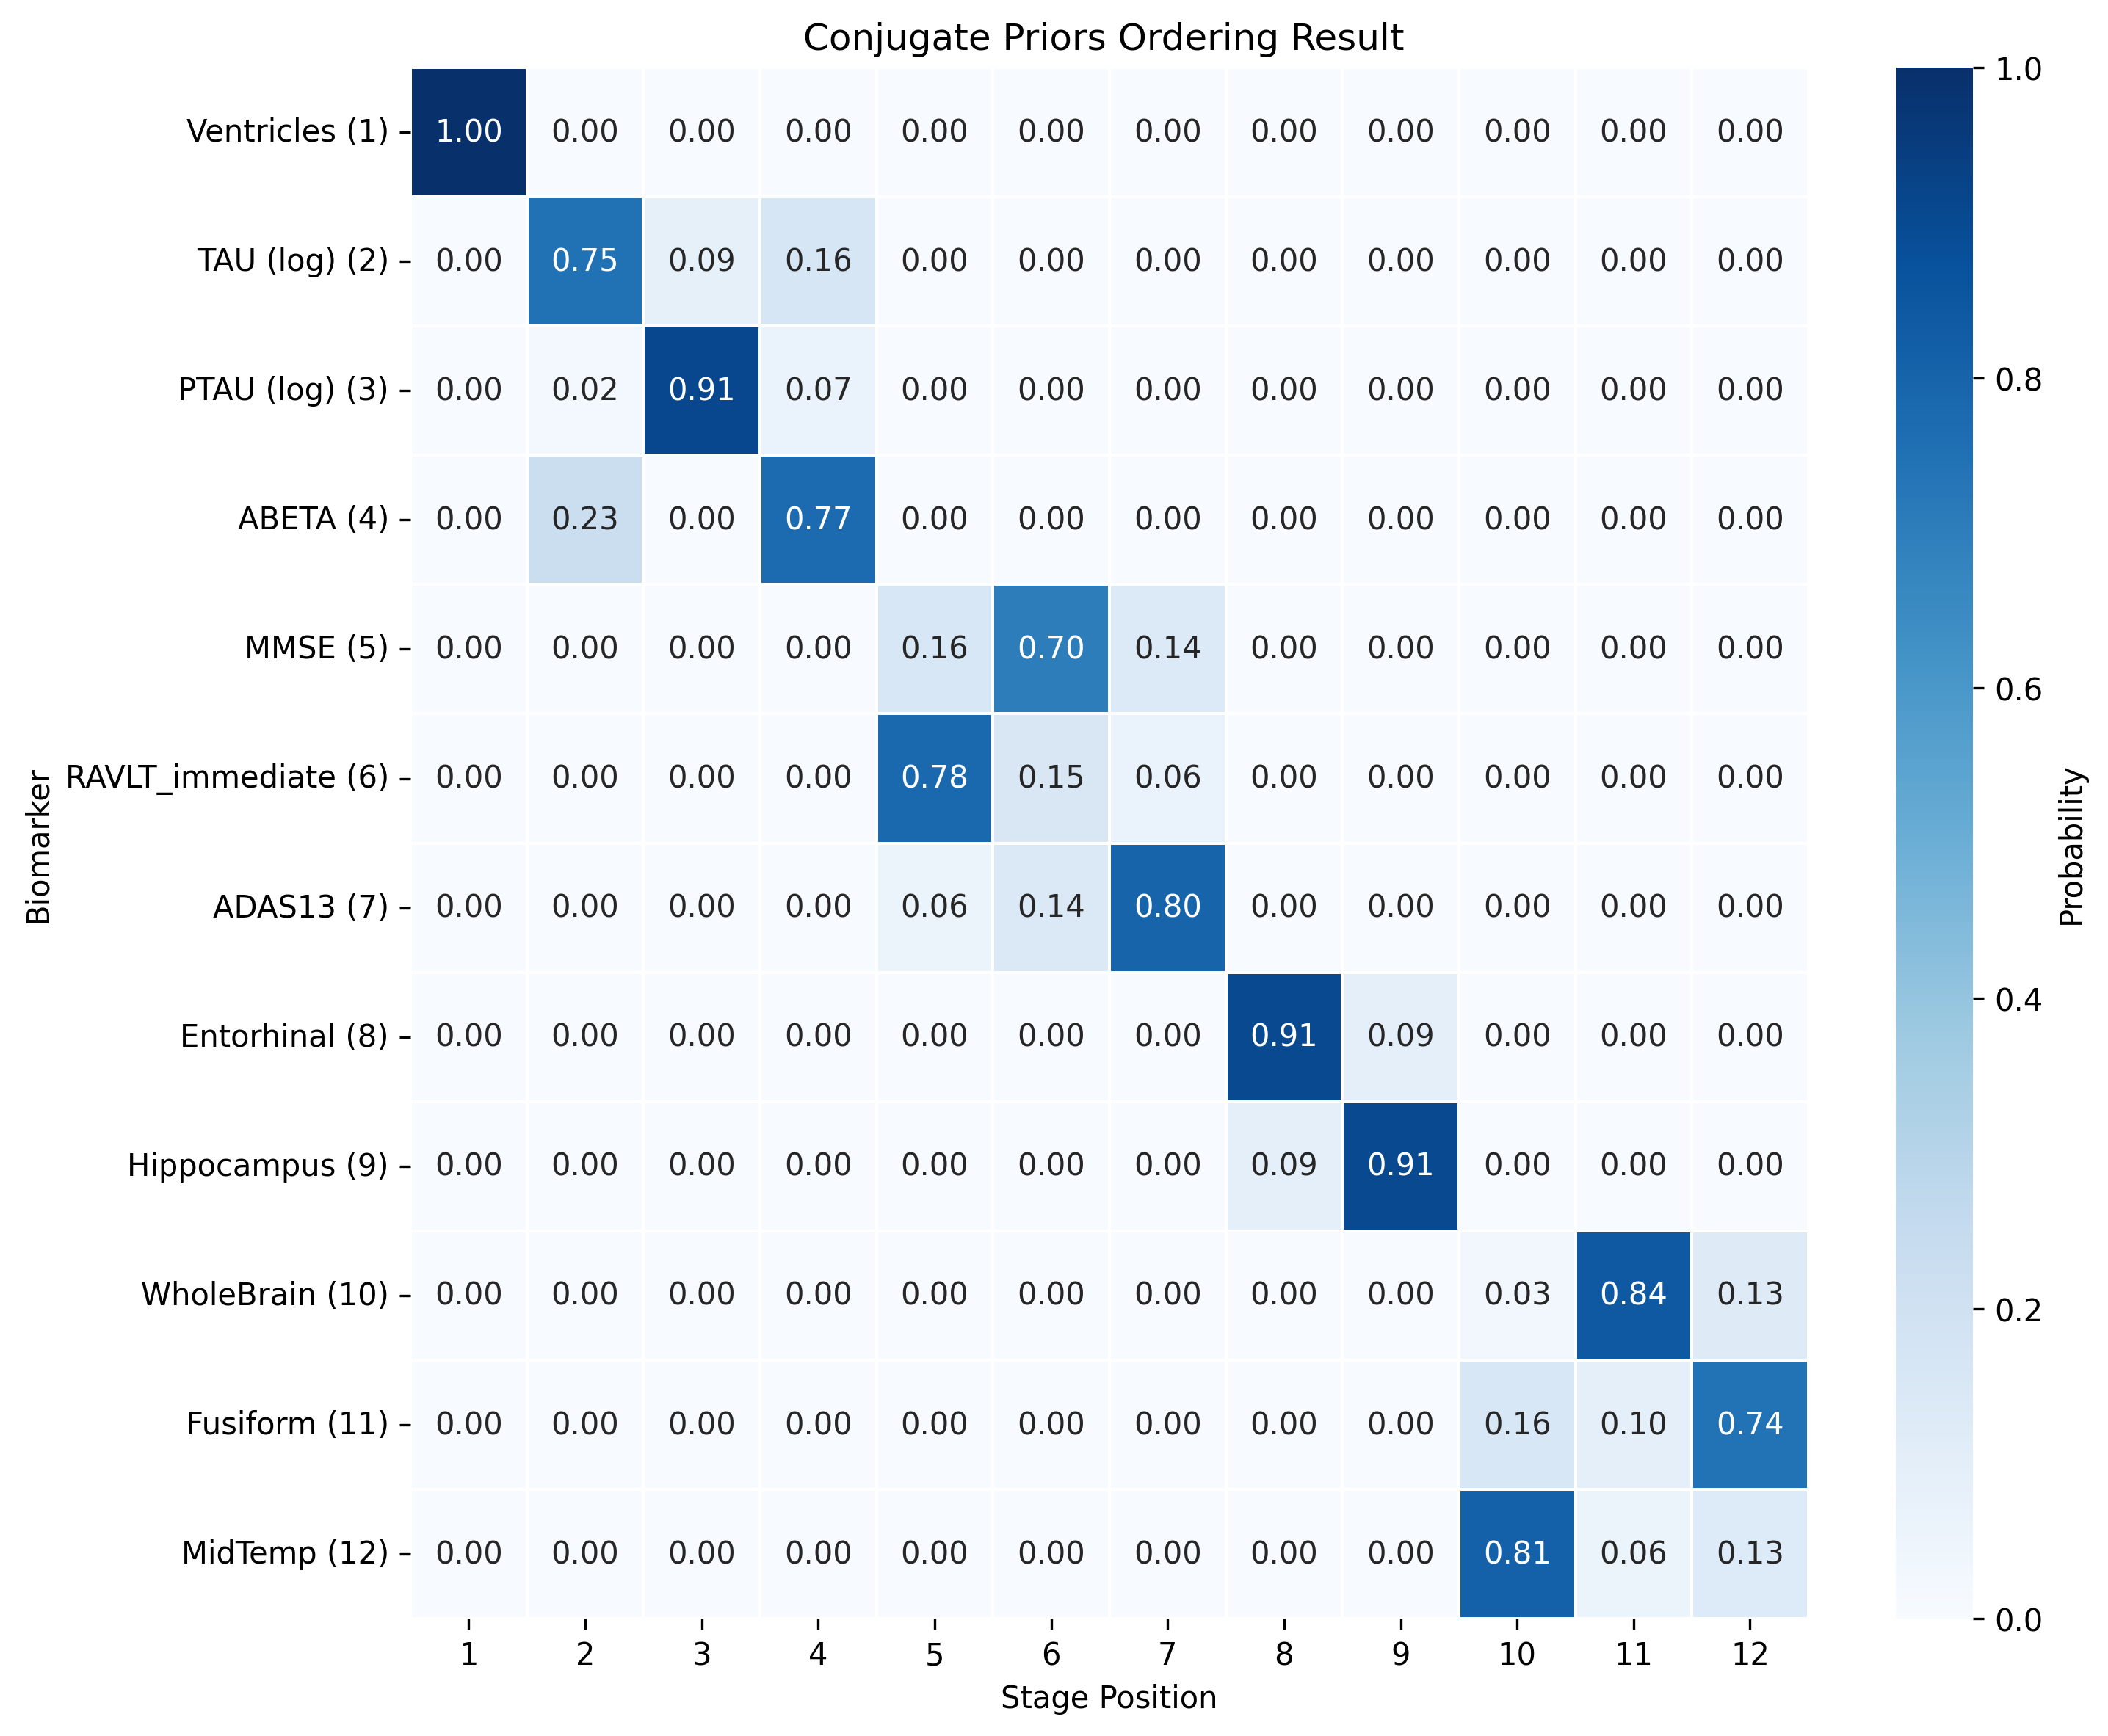 Conjugate Priors Ordering Result
Biomarker
Ventricles (1) 1.00 0.00 0.00 0.00 0.00 0.00 0.00 0.00 0.00 0.00 0.00 0.00
TAU (log) (2) 0.00 0.75 0.09 0.16 0.00 0.00 0.00 0.00 0.00 0.00 0.00 0.00
PTAU (log) (3) 0.00 0.02 0.91 0.07 0.00 0.00 0.00 0.00 0.00 0.00 0.00 0.00
ABETA (4) 0.00 0.23 0.00 0.77 0.00 0.00 0.00 0.00 0.00 0.00 0.00 0.00
MMSE (5) 0.00 0.00 0.00 0.00 0.16 0.70 0.14 0.00 0.00 0.00 0.00 0.00
RAVLT_immediate (6) 0.00 0.00 0.00 0.00 0.78 0.15 0.06 0.00 0.00 0.00 0.00 0.00
ADAS13 (7) 0.00 0.00 0.00 0.00 0.06 0.14 0.80 0.00 0.00 0.00 0.00 0.00
Entorhinal (8) 0.00 0.00 0.00 0.00 0.00 0.00 0.00 0.91 0.09 0.00 0.00 0.00
Hippocampus (9) 0.00 0.00 0.00 0.00 0.00 0.00 0.00 0.09 0.91 0.00 0.00 0.00
WholeBrain (10) 0.00 0.00 0.00 0.00 0.00 0.00 0.00 0.00 0.00 0.03 0.84 0.13
Fusiform (11) 0.00 0.00 0.00 0.00 0.00 0.00 0.00 0.00 0.00 0.16 0.10 0.74
MidTemp (12) 0.00 0.00 0.00 0.00 0.00 0.00 0.00 0.00 0.00 0.81 0.06 0.13
1 2 3 4 5 6 7 8 9 10 11 12
Stage Position
1.0
0.8
0.6
0.4
0.2
0.0
Probability